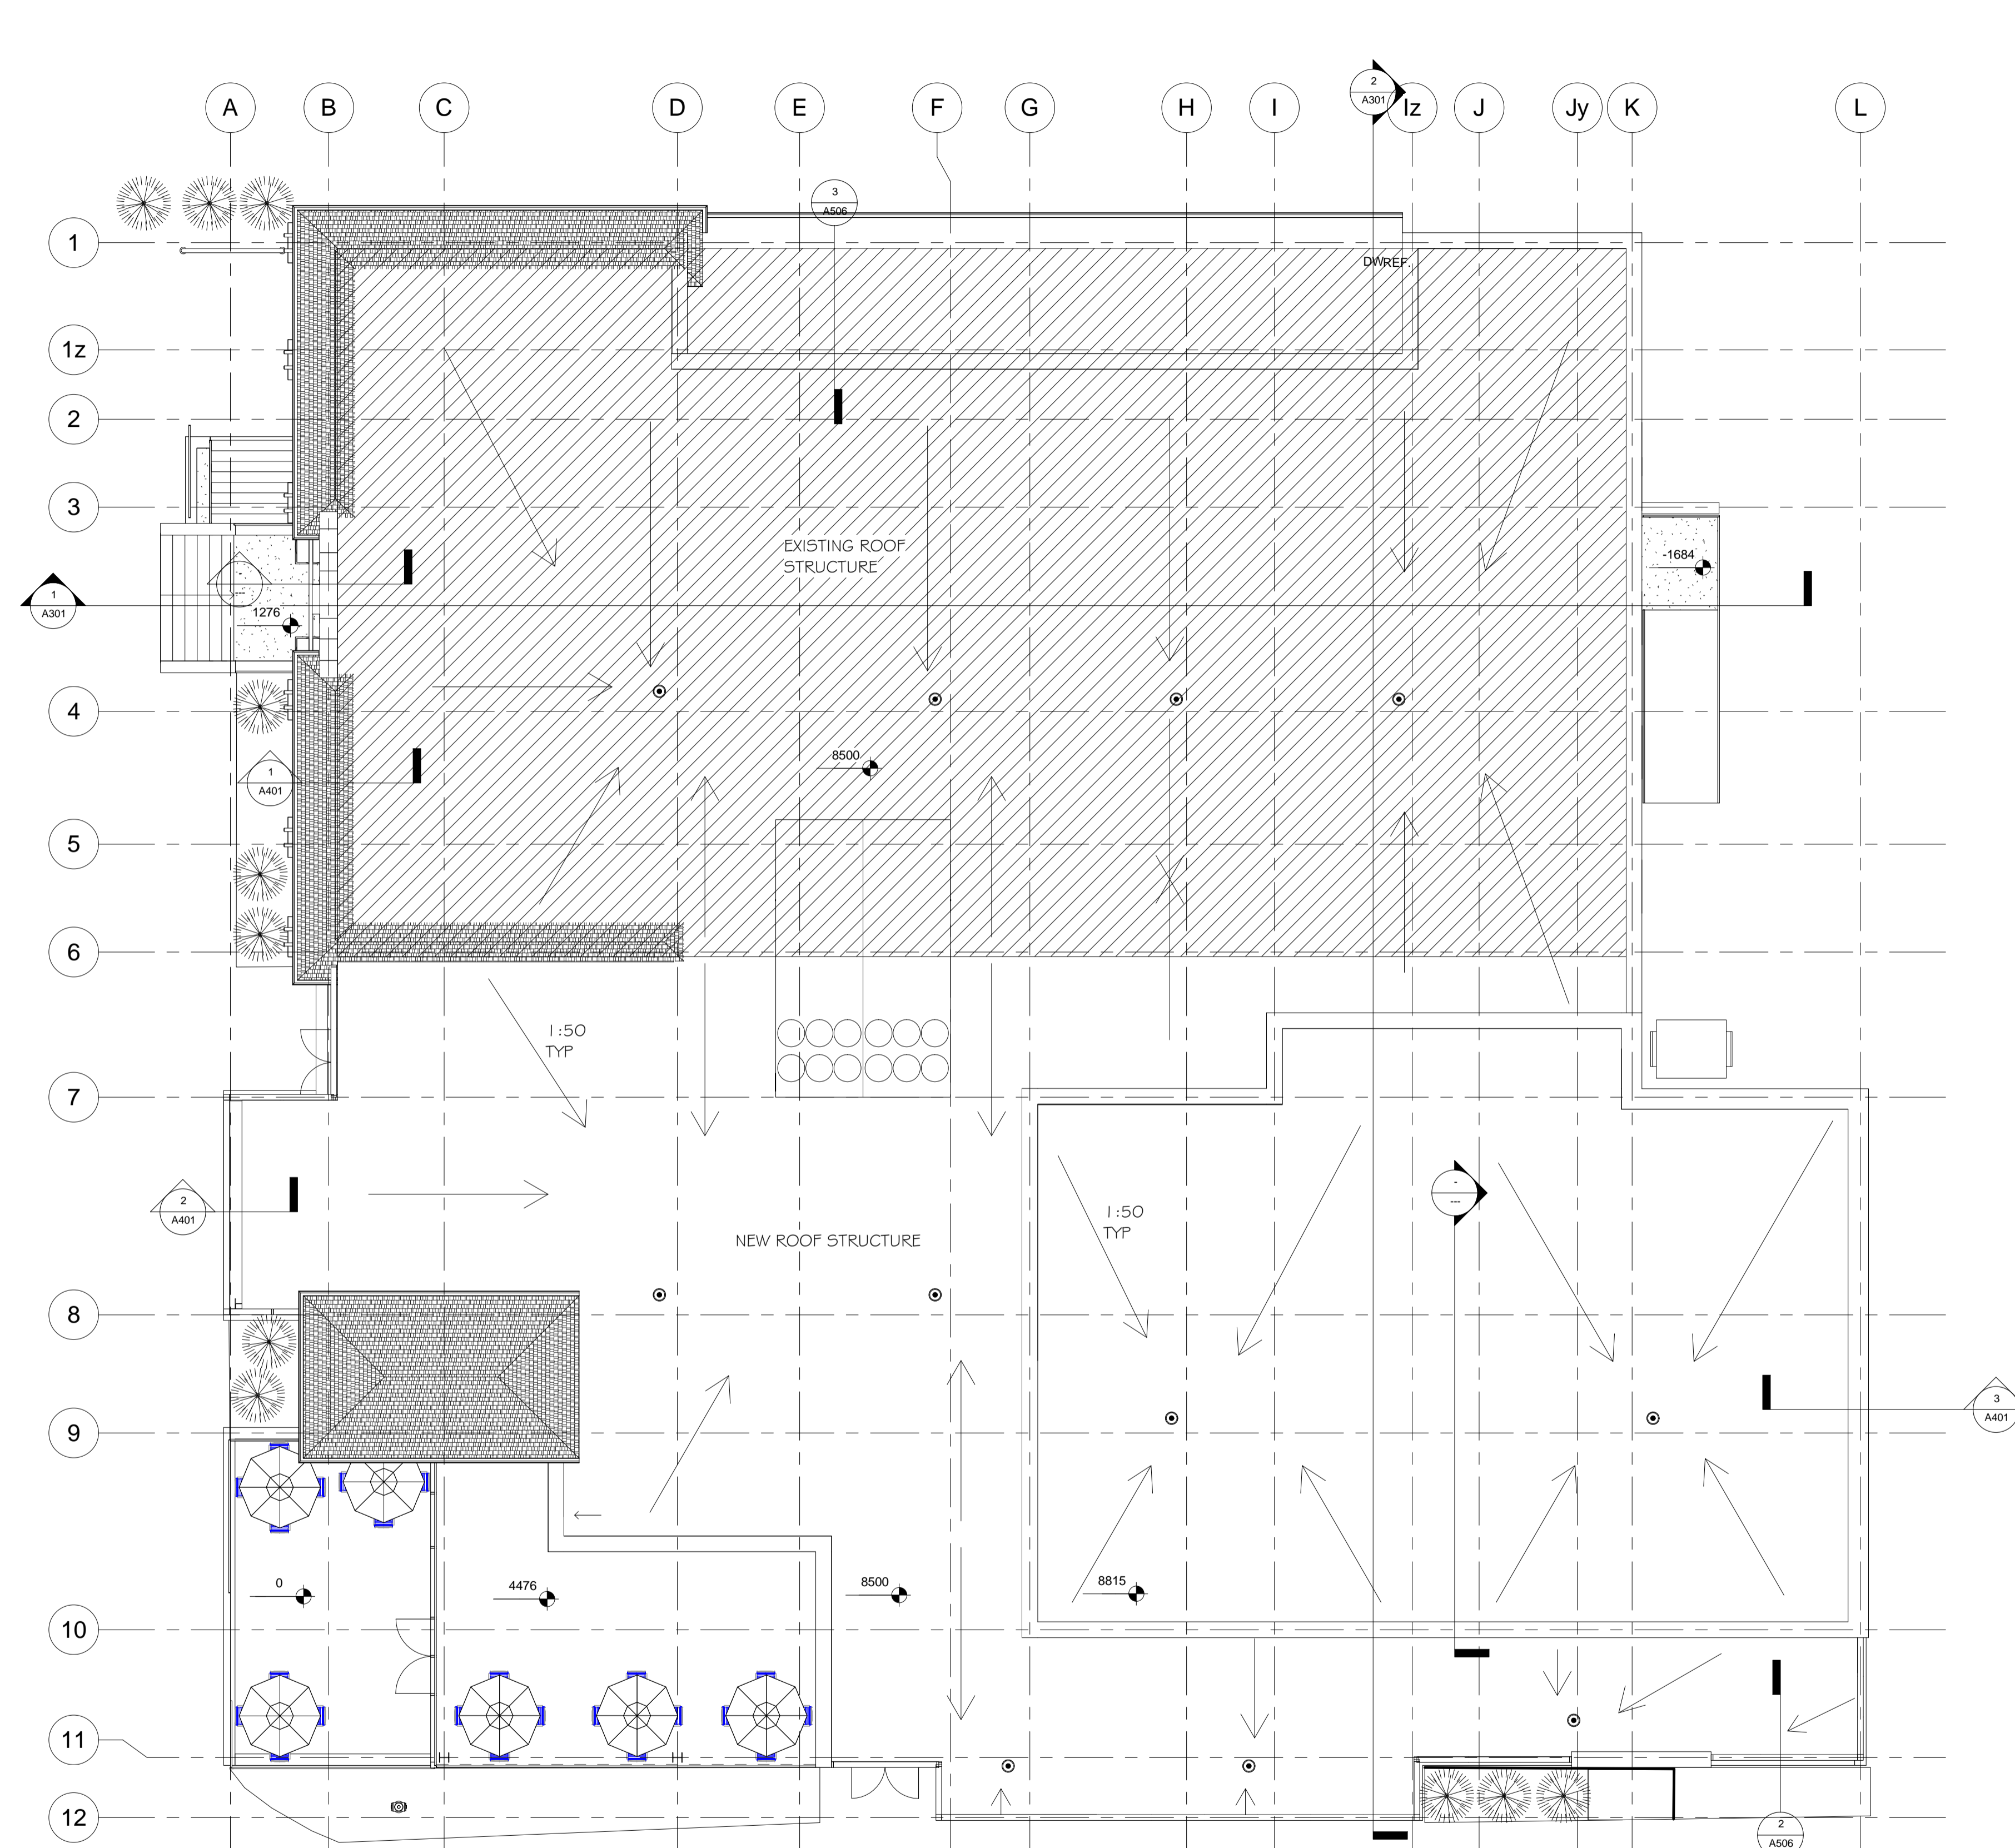 A B C D E F G H I Iz J Jy K L
2
A301
3
A506
1
DWREF.
1z
2
3
EXISTING ROOF
STRUCTURE
-1684
-
---
1
A301
1276
4
8500
1
A401
5
6
1:50
TYP
7
2
A401
-
---
1:50
TYP
NEW ROOF STRUCTURE
8
3
A401
9
0
4476
8500
8815
10
11
12
2
A506